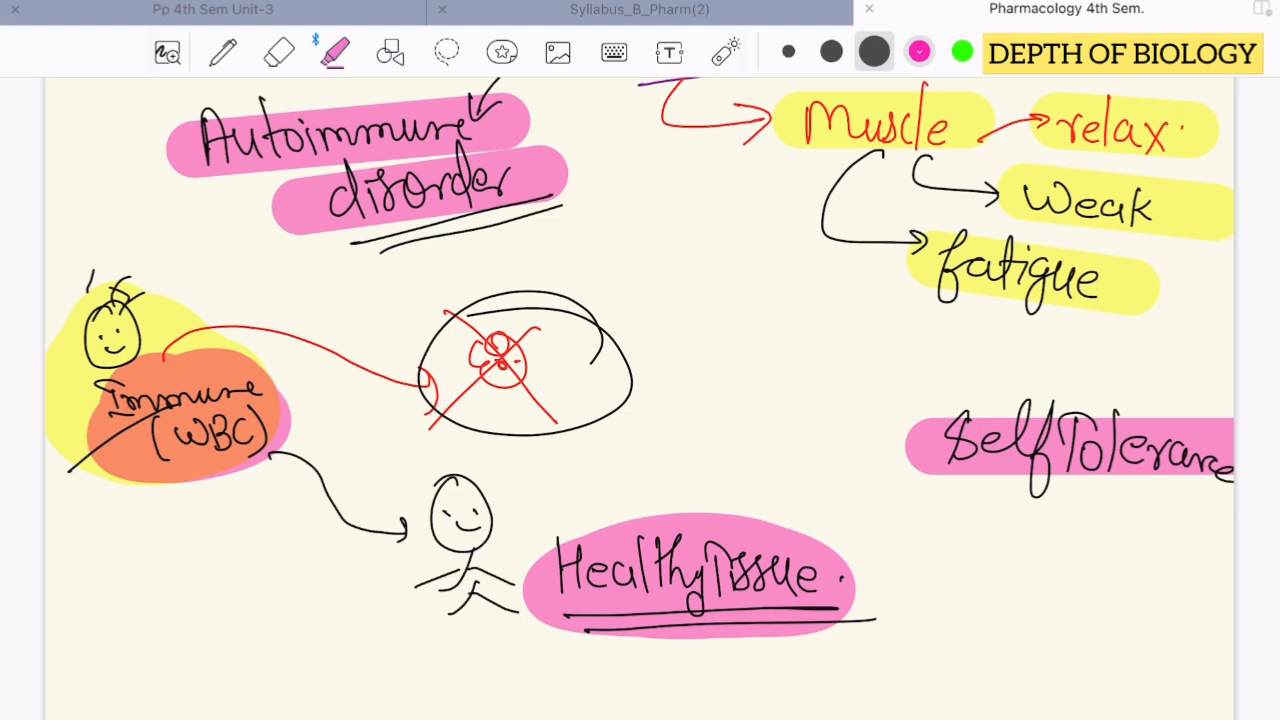 Pp 4th Sem Unit-3
Syllabus_B_Pharm(2)
Pharmacology 4th Sem.
DEPTH OF BIOLOGY
Autoimmune
disorder
Muscle
relax.
Weak
fatigue
Immune
(WBC)
Self Tolerance
Healthy Tissue.